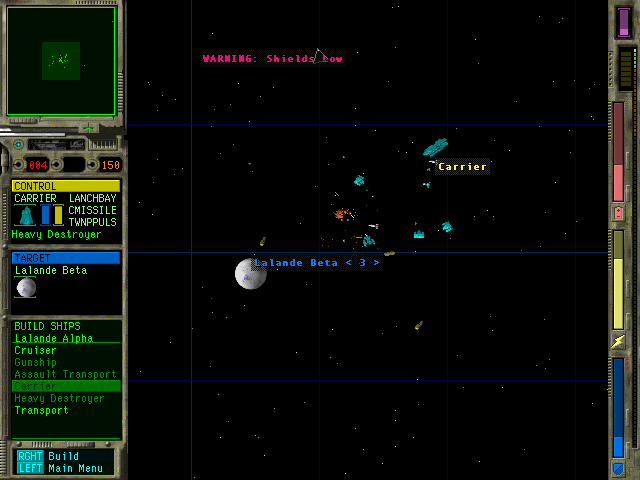 WARNING: Shields Low
Carrier
Lalande Beta < 3 >
004
150
CONTROL
CARRIER LANCHBAY
CMISSILE
TWNPPULS
Heavy Destroyer
TARGET
Lalande Beta
BUILD SHIPS
Lalande Alpha
Cruiser
Gunship
Assault Transport
Carrier
Heavy Destroyer
Transport
RGHT Build
LEFT Main Menu